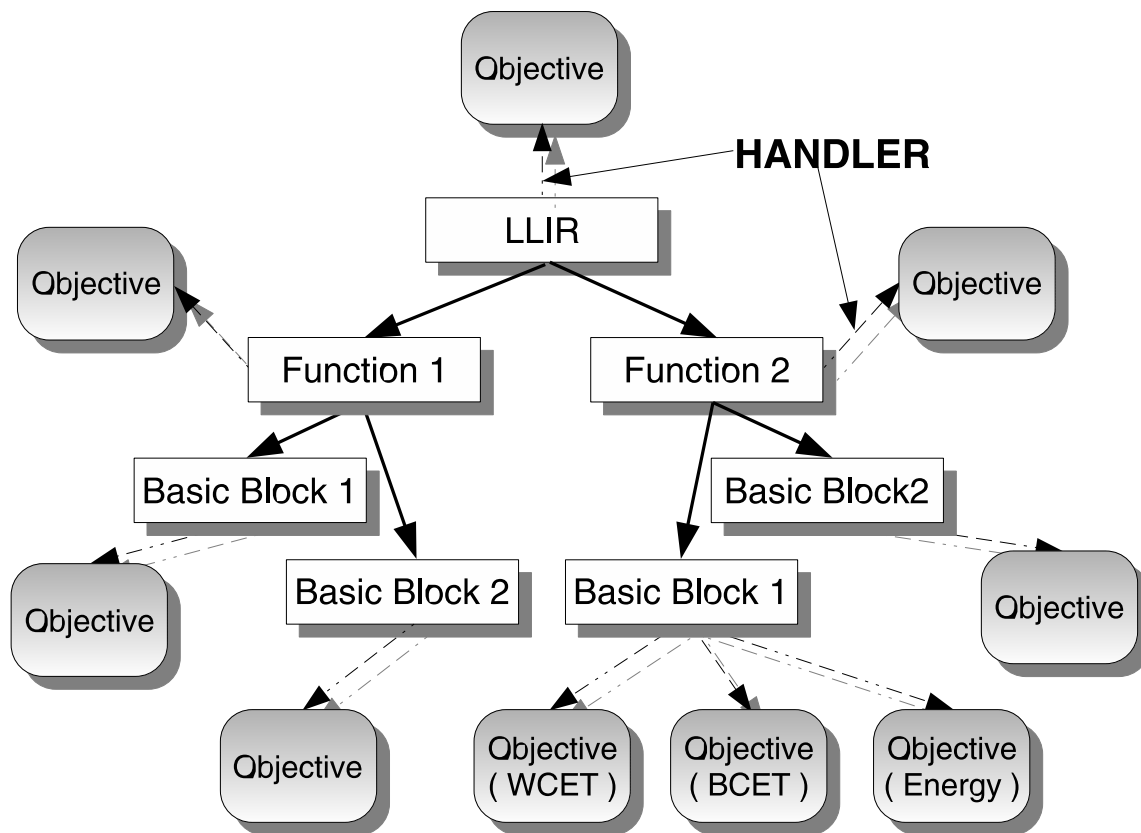 Objective
HANDLER
LLIR
Objective
Objective
Function 1
Function 2
Basic Block 1
Basic Block2
Basic Block 2
Basic Block 1
Objective
Objective
Objective
Objective
( WCET )
Objective
( BCET )
Objective
( Energy )